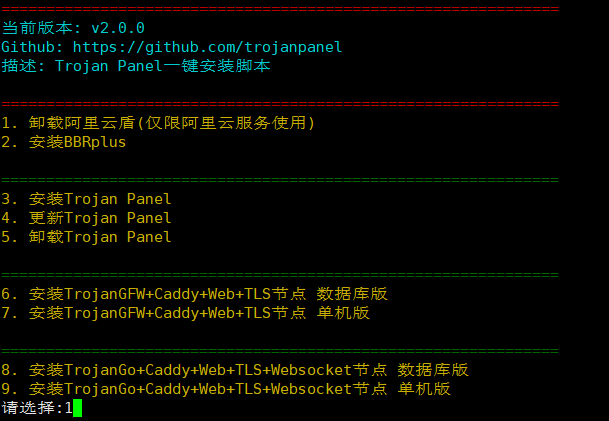 ==============================================================
当前版本: v2.0.0
Github: https://github.com/trojanpanel
描述: Trojan Panel一键安装脚本
==============================================================
1. 卸载阿里云盾(仅限阿里云服务使用)
2. 安装BBRplus
==============================================================
3. 安装Trojan Panel
4. 更新Trojan Panel
5. 卸载Trojan Panel
==============================================================
6. 安装TrojanGFW+Caddy+Web+TLS节点 数据库版
7. 安装TrojanGFW+Caddy+Web+TLS节点 单机版
==============================================================
8. 安装TrojanGo+Caddy+Web+TLS+Websocket节点 数据库版
9. 安装TrojanGo+Caddy+Web+TLS+Websocket节点 单机版
请选择:1